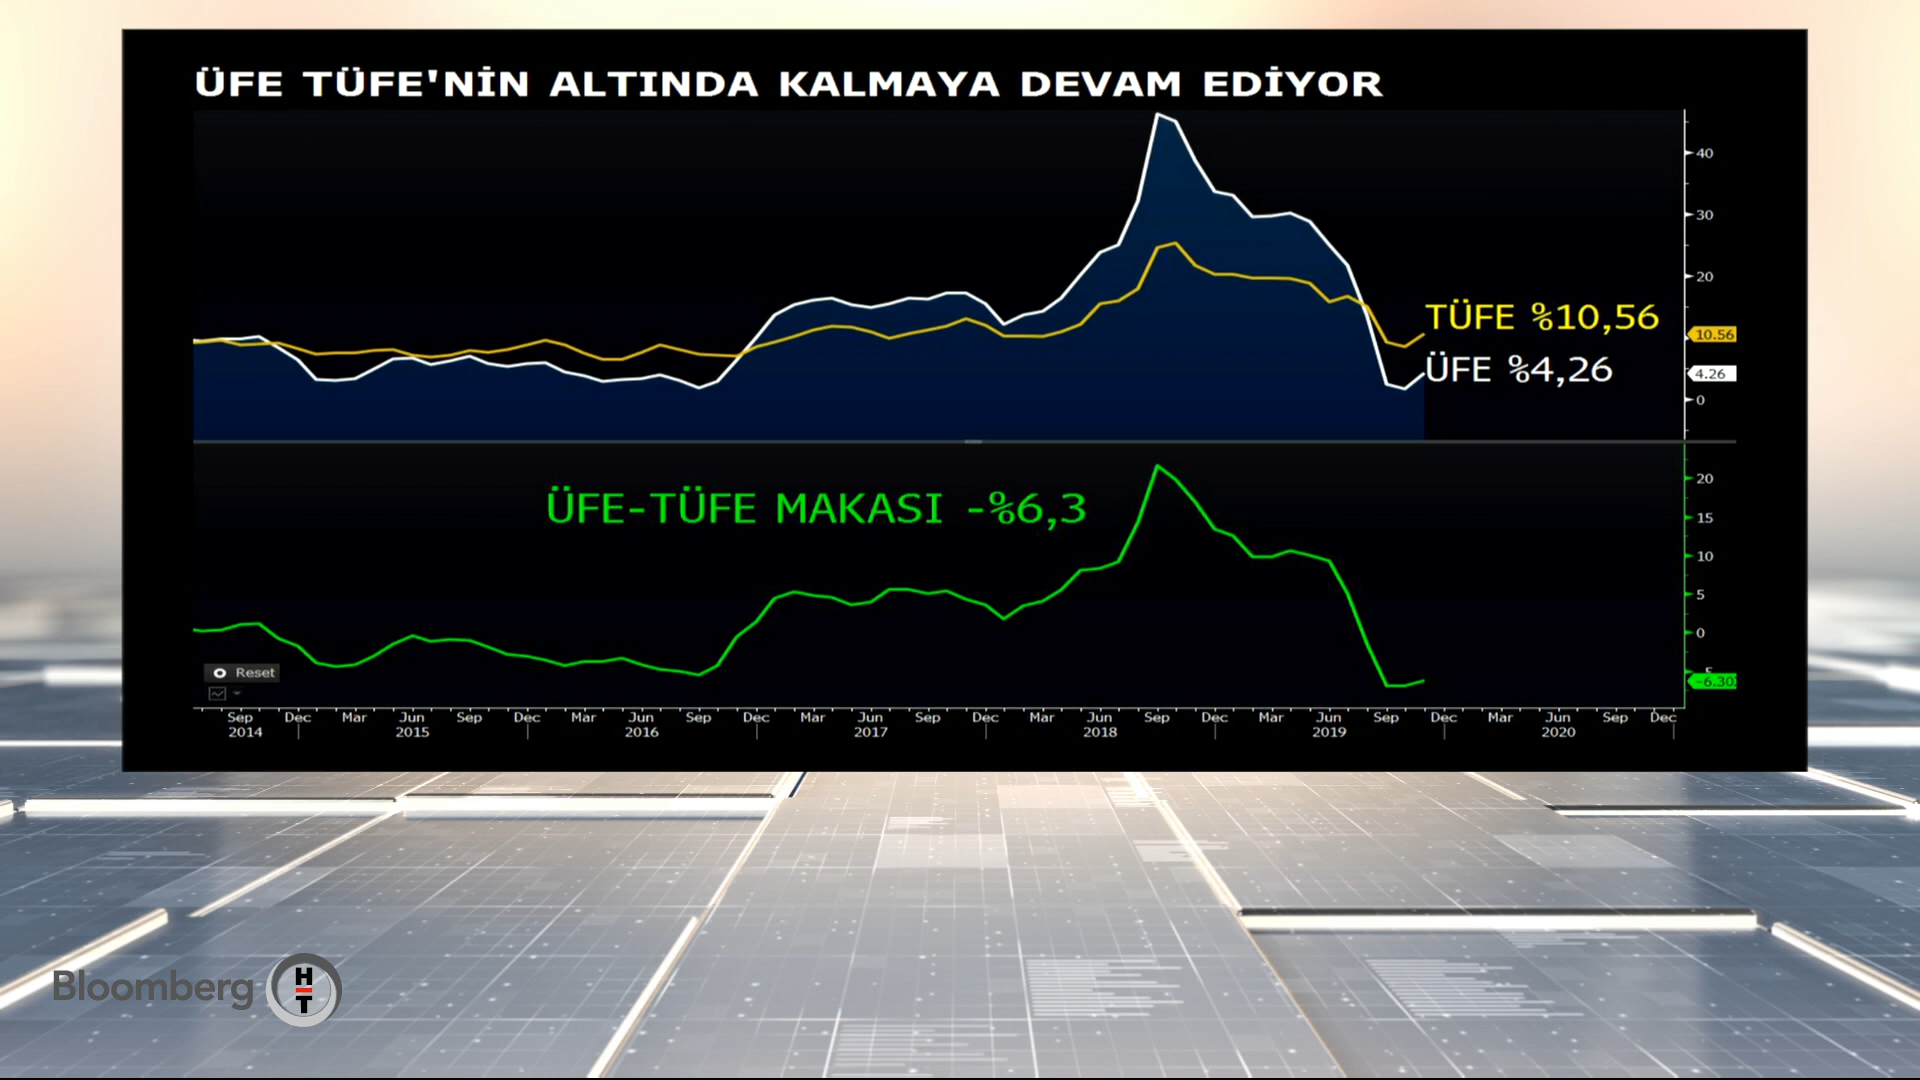 ÜFE TÜFE'NİN ALTINDA KALMAYA DEVAM EDİYOR
40
30
20
TÜFE %10,56
10.56
ÜFE %4,26
4.26
0
ÜFE-TÜFE MAKASI -%6,3
20
15
10
5
0
-6.30
Reset
Sep Dec Mar Jun Sep Dec Mar Jun Sep Dec Mar Jun Sep Dec Mar Jun Sep Dec Mar Jun Sep Dec Mar Jun Sep Dec
2014 2015 2016 2017 2018 2019 2020
Bloomberg HT